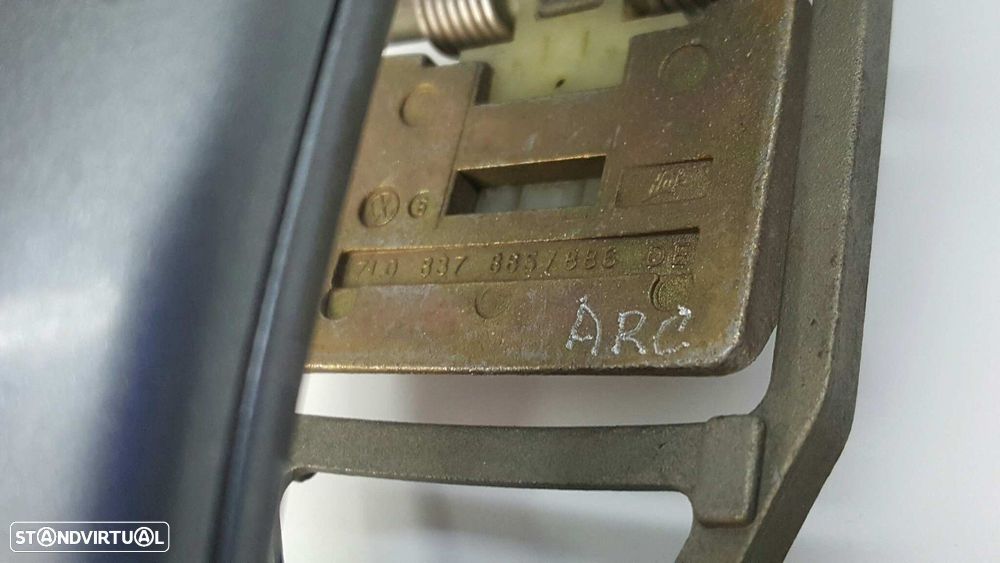 G
7L0 837 885/886 DE
ARC
STANDVIRTUAL